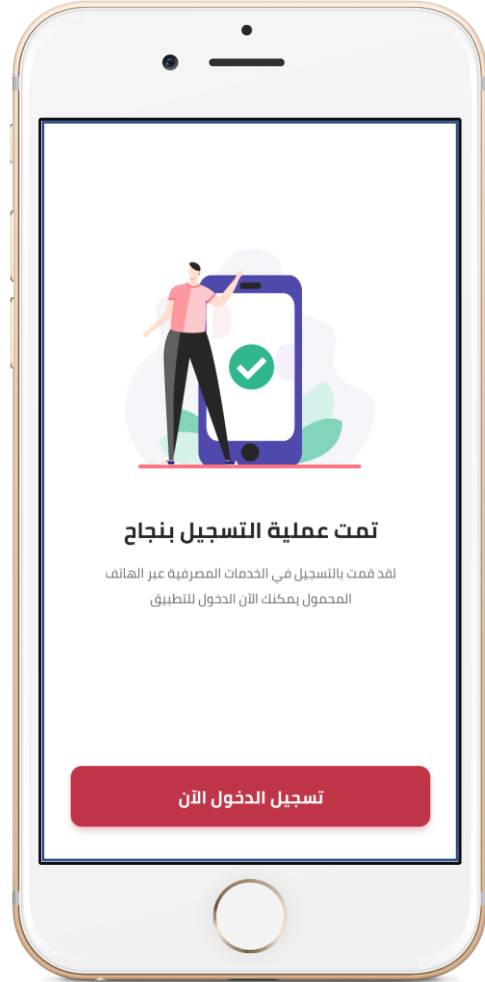 تمت عملية التسجيل بنجاح
لقد قمت بالتسجيل في الخدمات المصرفية عبر الهاتف
المحمول يمكنك الآن الدخول للتطبيق
تسجيل الدخول الآن